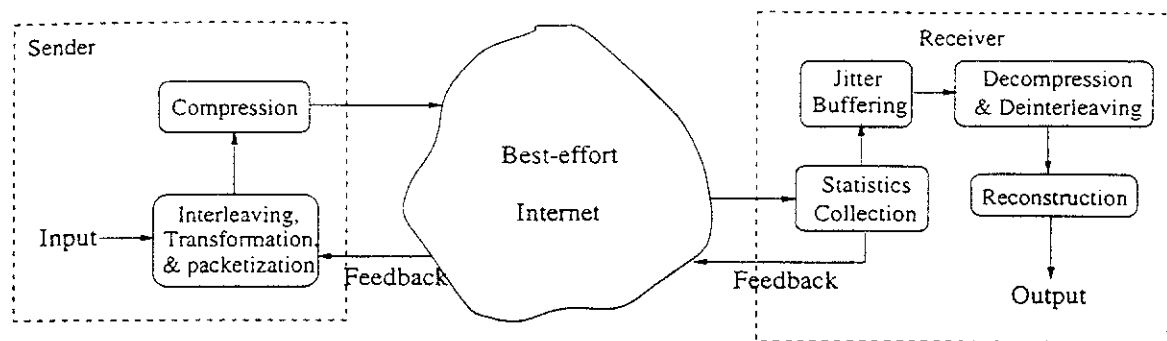 Sender
Compression
Interleaving,
Transformation,
& packetization
Input
Feedback
Best-effort
Internet
Feedback
Receiver
Jitter
Buffering
Decompression
& Deinterleaving
Statistics
Collection
Reconstruction
Output